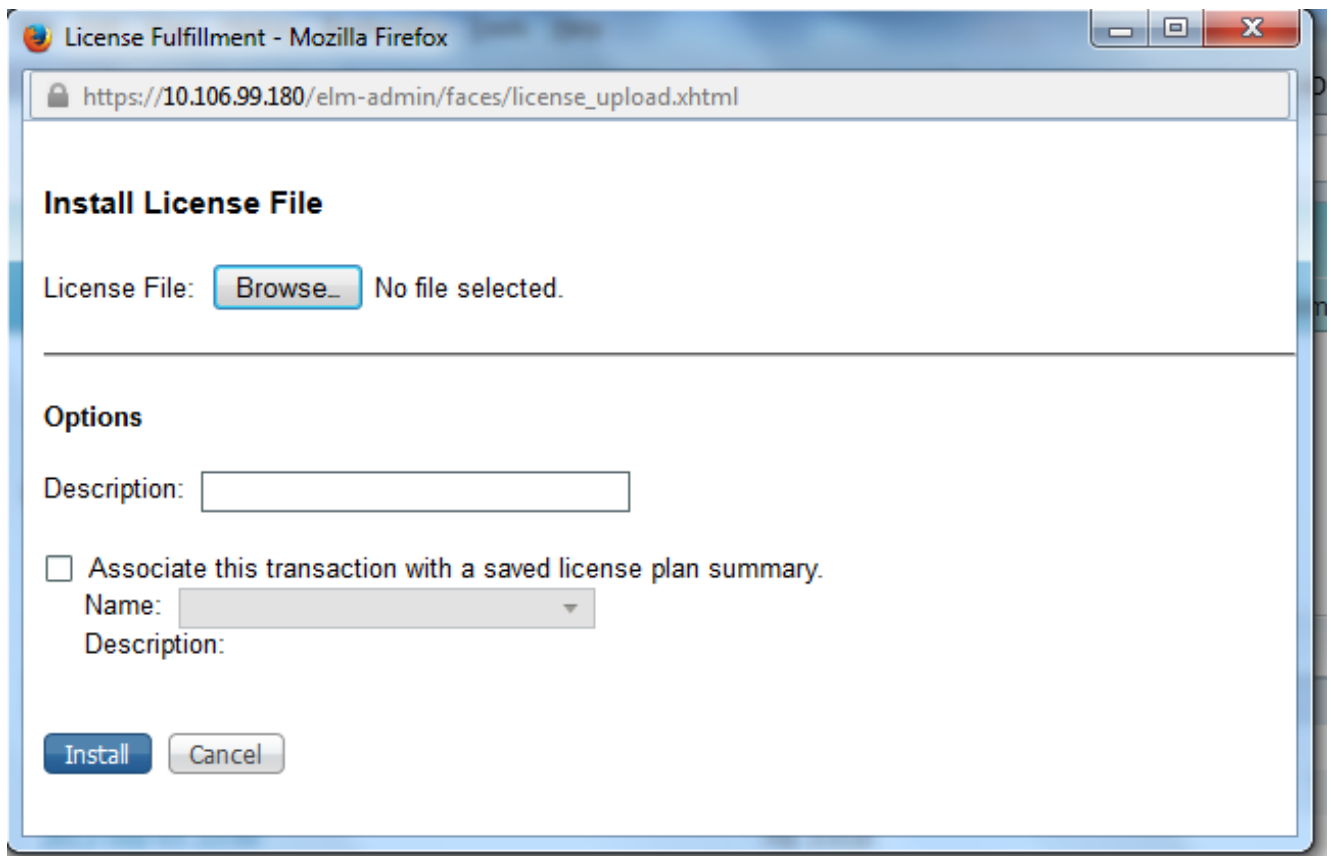 License Fulfillment - Mozilla Firefox
https://10.106.99.180/elm-admin/faces/license_upload.xhtml
Install License File
License File: Browse... No file selected.
Options
Description:
Associate this transaction with a saved license plan summary.
Name:
Description:
Install Cancel